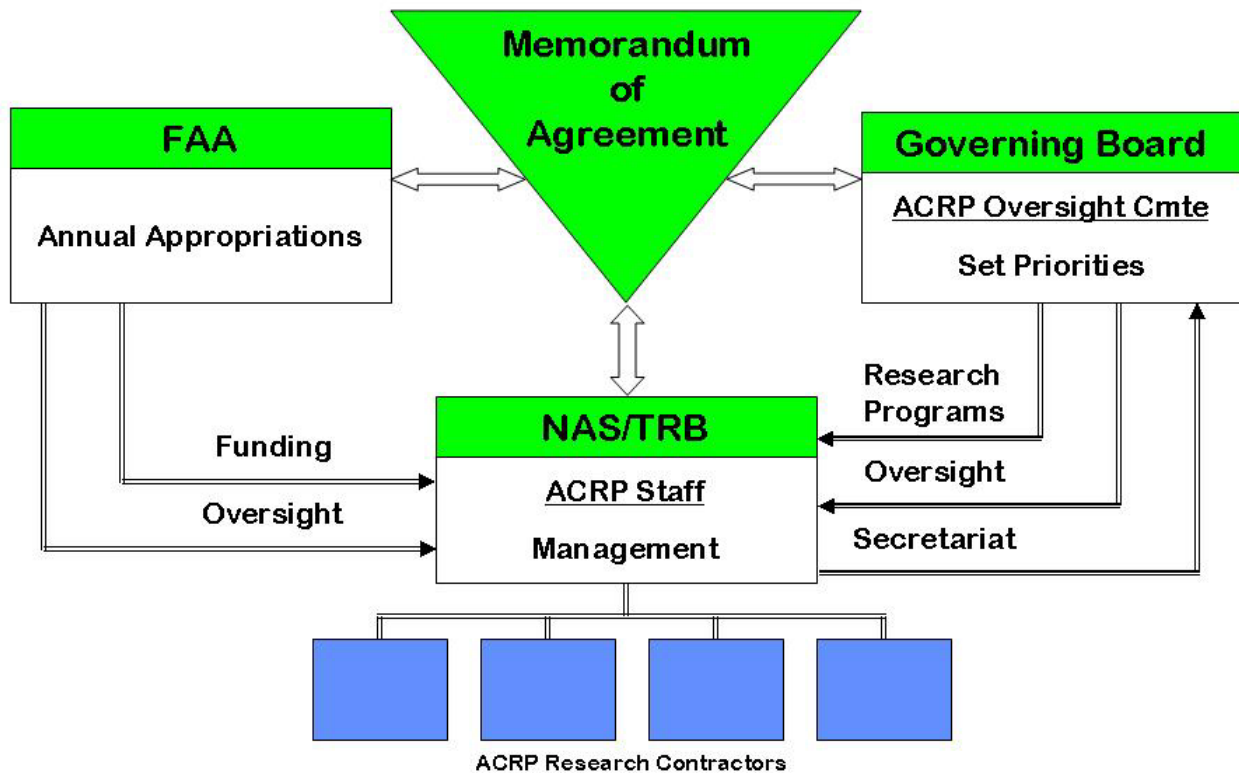 Memorandum
of
Agreement
FAA
Annual Appropriations
Governing Board
ACRP Oversight Cmte
Set Priorities
Funding
Oversight
NAS/TRB
ACRP Staff
Management
Research
Programs
Oversight
Secretariat
ACRP Research Contractors